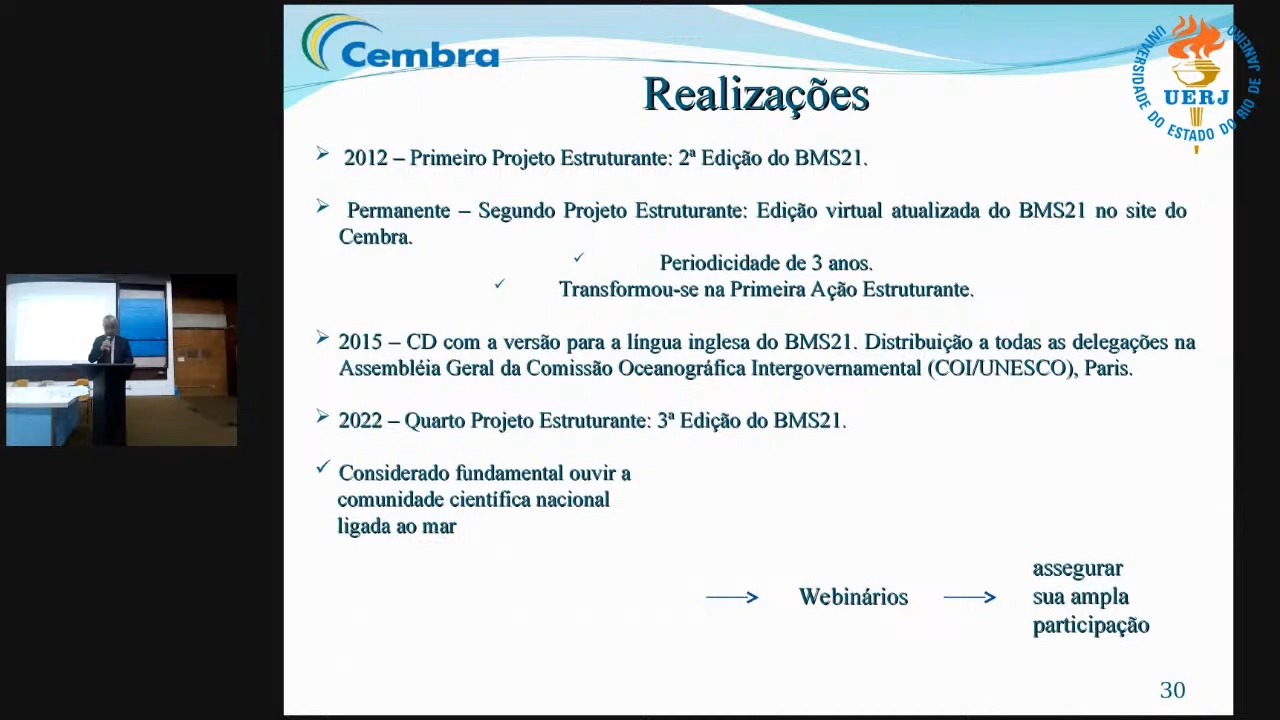 Cembra
UNIVERSIDADE DO ESTADO DO RIO DE JANEIRO
UERJ
Realizações
2012 – Primeiro Projeto Estruturante: 2ª Edição do BMS21.
Permanente – Segundo Projeto Estruturante: Edição virtual atualizada do BMS21 no site do
Cembra.
Periodicidade de 3 anos.
Transformou-se na Primeira Ação Estruturante.
2015 – CD com a versão para a língua inglesa do BMS21. Distribuição a todas as delegações na
Assembléia Geral da Comissão Oceanográfica Intergovernamental (COI/UNESCO), Paris.
2022 – Quarto Projeto Estruturante: 3ª Edição do BMS21.
Considerado fundamental ouvir a
comunidade científica nacional
ligada ao mar
Webinários
assegurar
sua ampla
participação
30